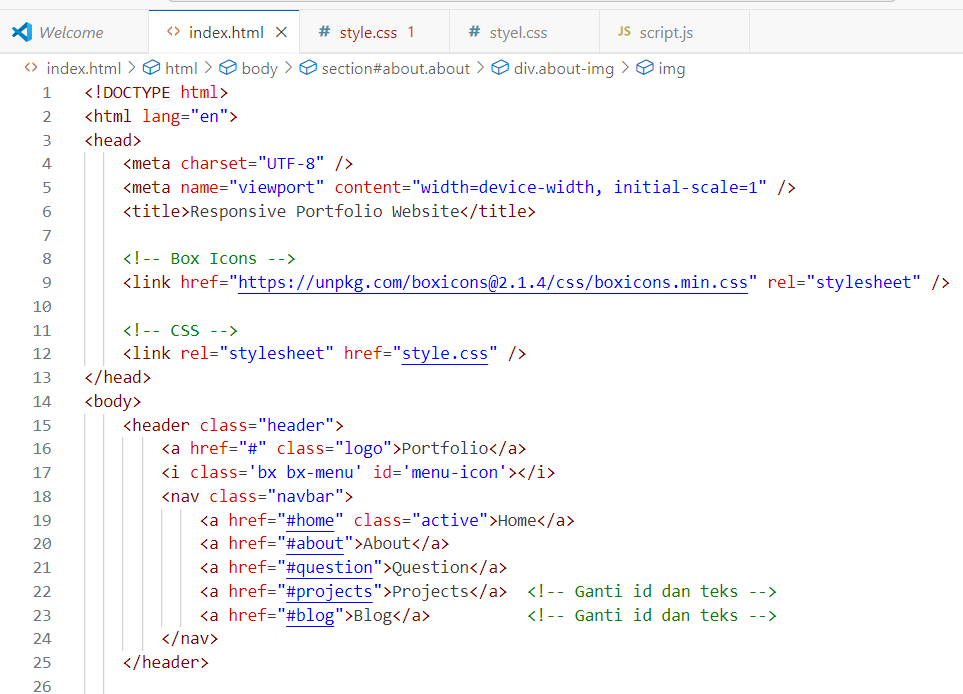 Welcome index.html style.css 1 styel.css JS script.js
index.html html body section#about.about div.about-img img
1 <!DOCTYPE html>
2 <html lang="en">
3 <head>
4 <meta charset="UTF-8" />
5 <meta name="viewport" content="width=device-width, initial-scale=1" />
6 <title>Responsive Portfolio Website</title>
7
8 <!-- Box Icons -->
9 <link href="https://unpkg.com/boxicons@2.1.4/css/boxicons.min.css" rel="stylesheet" />
10
11 <!-- CSS -->
12 <link rel="stylesheet" href="style.css" />
13 </head>
14 <body>
15 <header class="header">
16 <a href="#" class="logo">Portfolio</a>
17 <i class='bx bx-menu' id='menu-icon'></i>
18 <nav class="navbar">
19 <a href="#home" class="active">Home</a>
20 <a href="#about">About</a>
21 <a href="#question">Question</a>
22 <a href="#projects">Projects</a> <!-- Ganti id dan teks -->
23 <a href="#blog">Blog</a> <!-- Ganti id dan teks -->
24 </nav>
25 </header>
26